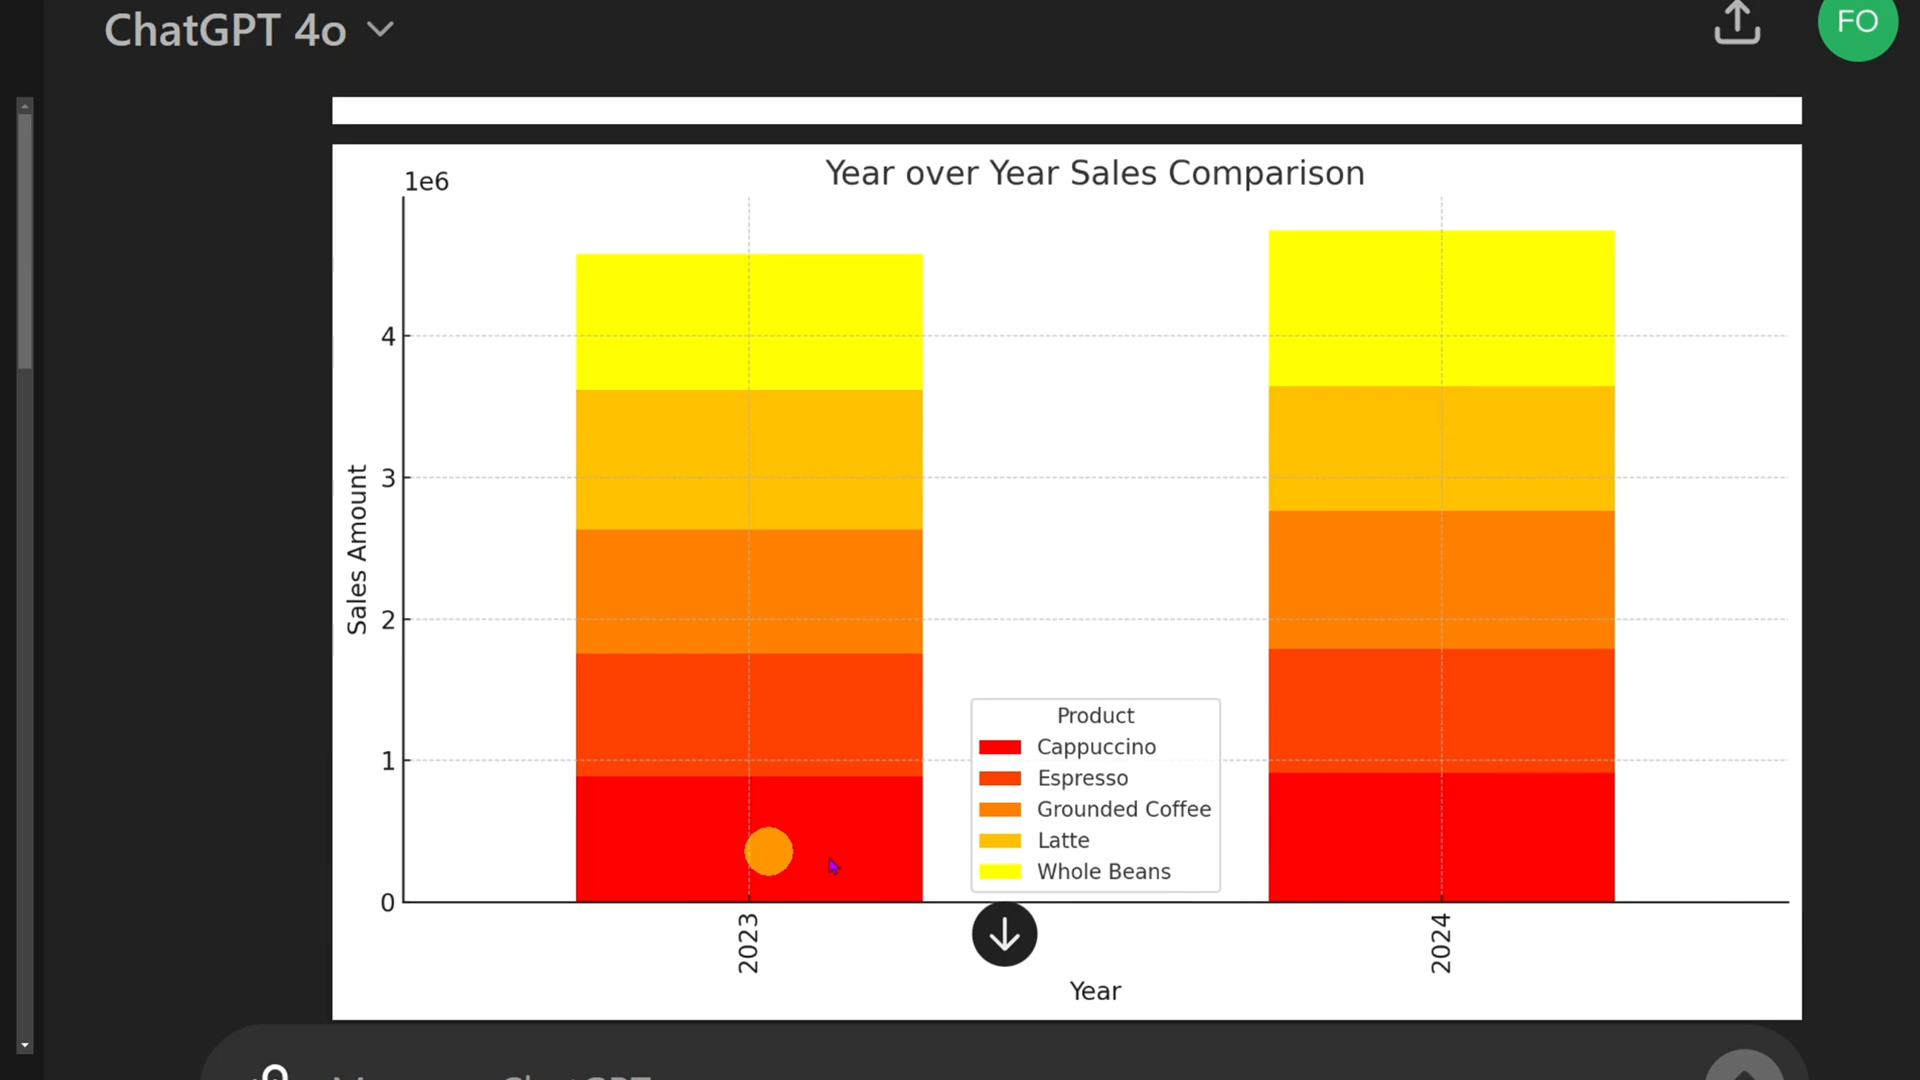 ChatGPT 4o
FO
Year over Year Sales Comparison
1e6
4
3
2
1
0
Sales Amount
Product
Cappuccino
Espresso
Grounded Coffee
Latte
Whole Beans
2023
2024
Year